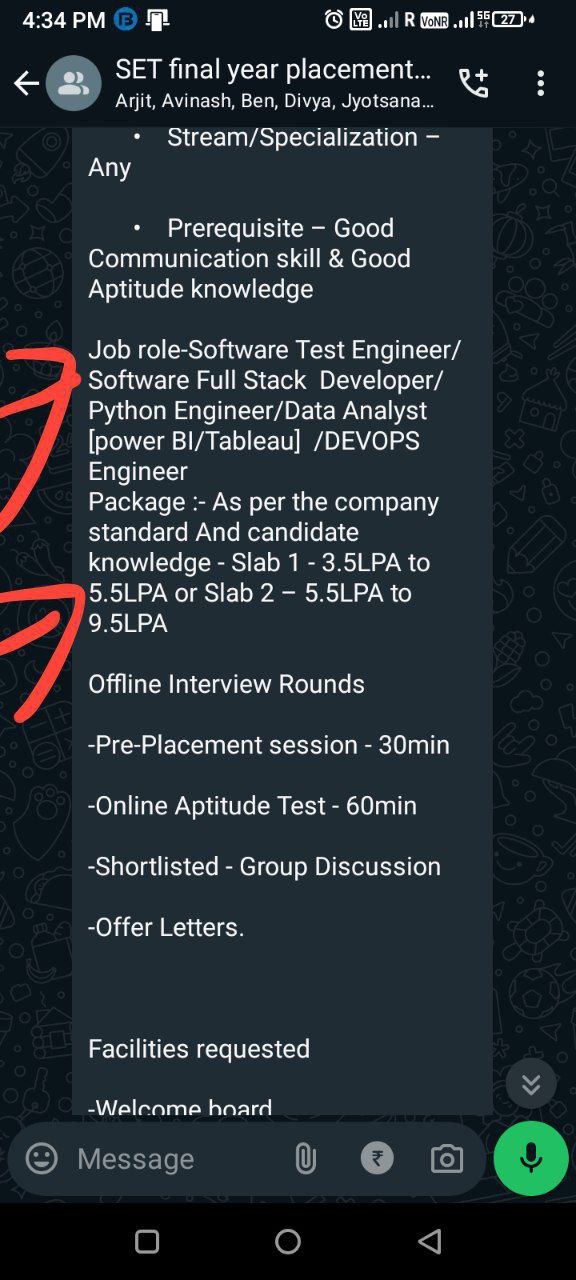 4:34 PM
Vo LTE R VoNR 5G 27
SET final year placement...
Arjit, Avinash, Ben, Divya, Jyotsana...
• Stream/Specialization –
Any
• Prerequisite – Good
Communication skill & Good
Aptitude knowledge
Job role-Software Test Engineer/
Software Full Stack  Developer/
Python Engineer/Data Analyst
[power BI/Tableau]  /DEVOPS
Engineer
Package :- As per the company
standard And candidate
knowledge - Slab 1 - 3.5LPA to
5.5LPA or Slab 2 – 5.5LPA to
9.5LPA
Offline Interview Rounds
-Pre-Placement session - 30min
-Online Aptitude Test - 60min
-Shortlisted - Group Discussion
-Offer Letters.
Facilities requested
-Welcome board
Message
₹